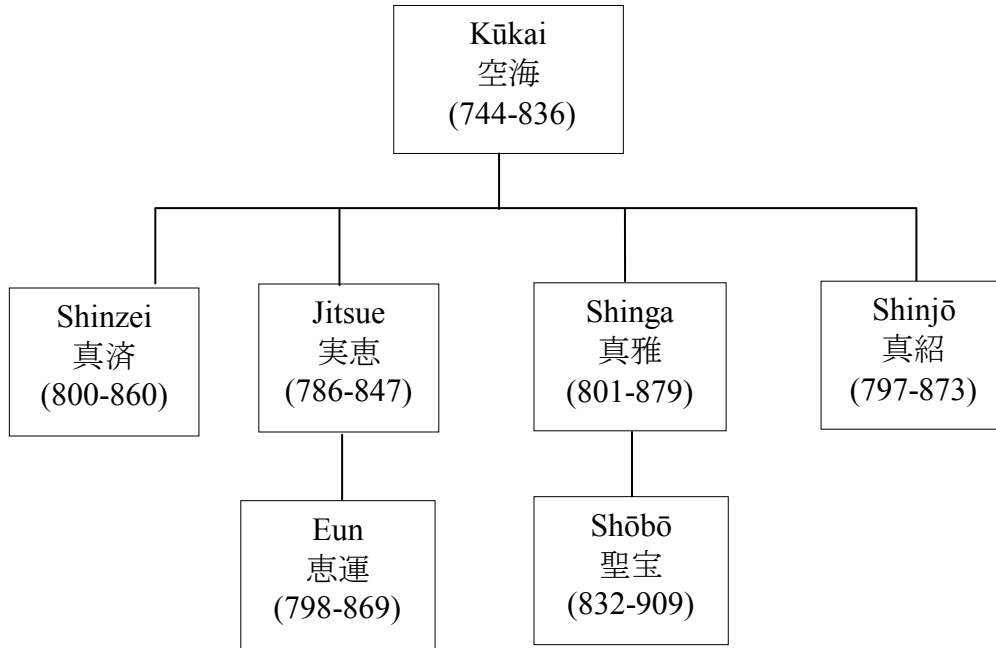 Kūkai
空海
(744-836)
Shinzei
真済
(800-860)
Jitsue
実恵
(786-847)
Shinga
真雅
(801-879)
Shinjō
真紹
(797-873)
Eun
恵運
(798-869)
Shōbō
聖宝
(832-909)